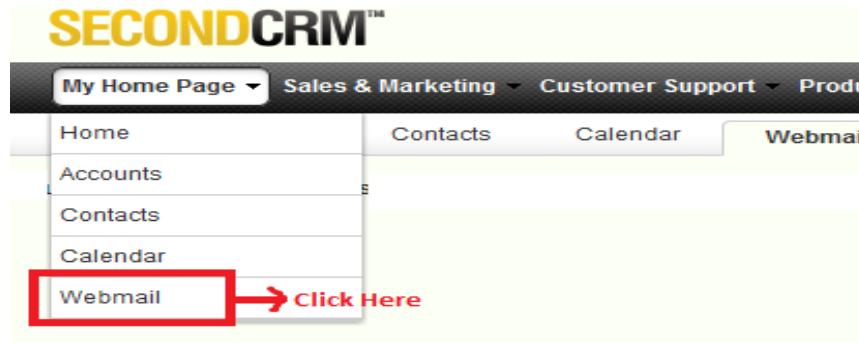 SECONDCRM™
My Home Page Sales & Marketing Customer Support
Home Contacts Calendar
Accounts
Contacts
Calendar
Webmail Click Here